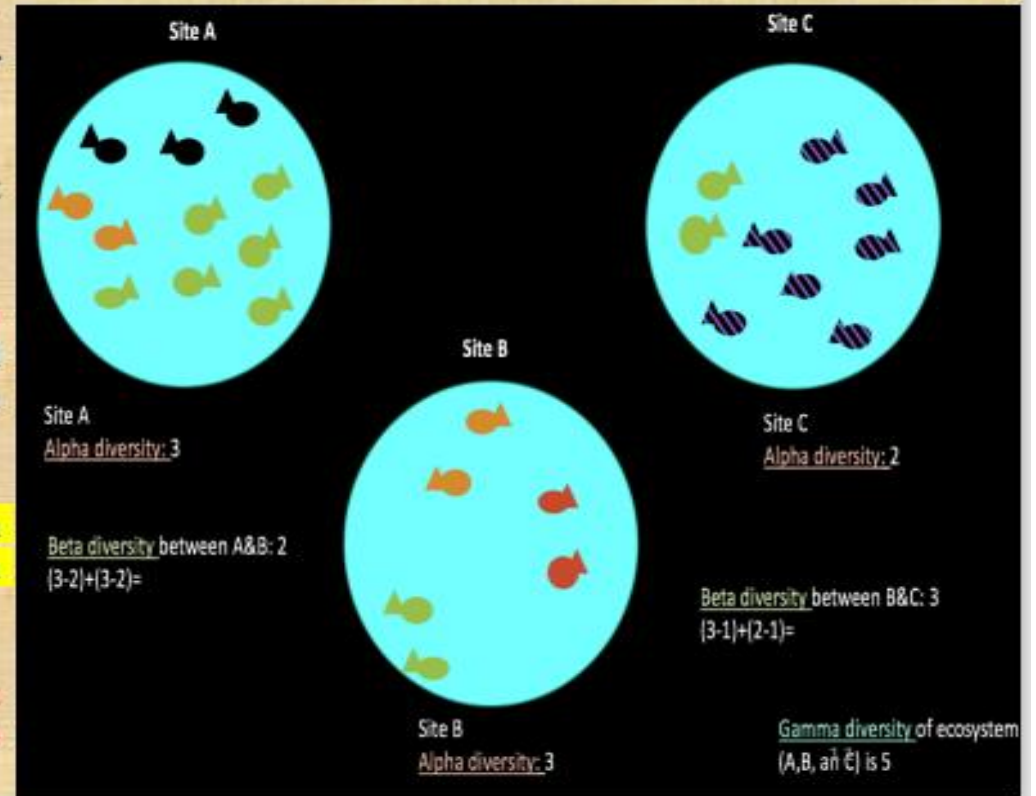 Site A
Site C
Site B
Site A
Alpha diversity: 3
Site C
Alpha diversity: 2
Beta diversity between A&B: 2
(3-2)+(3-2)=
Beta diversity between B&C: 3
(3-1)+(2-1)=
Site B
Alpha diversity: 3
Gamma diversity of ecosystem
(A,B, an C) is 5